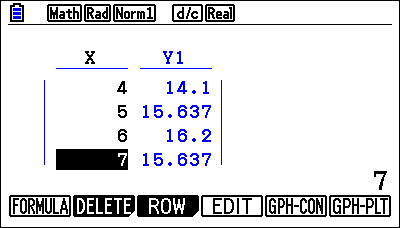 Math Rad Norm1 d/c Real
X Y1
4 14.1
5 15.637
6 16.2
7 15.637
7
FORMULA DELETE ROW EDIT GPH-CON GPH-PLT